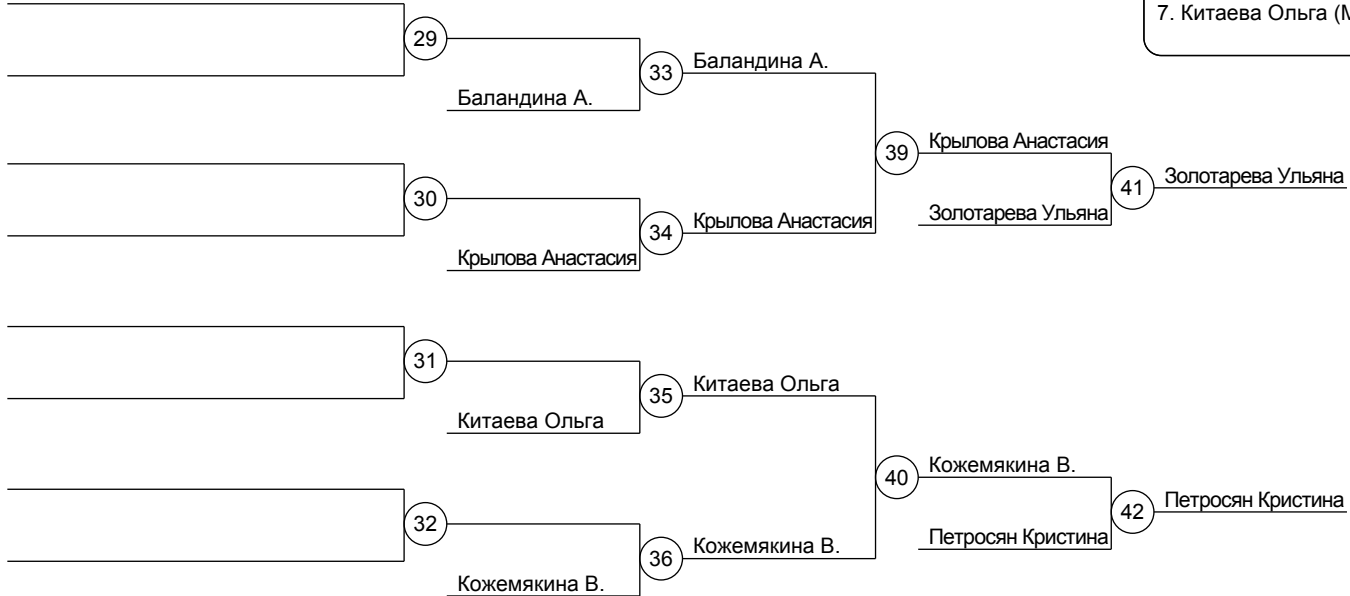 7. Китаева Ольга (М
29
33
Баландина А.
Баландина А.
39
Крылова Анастасия
41
Золотарева Ульяна
30
34
Крылова Анастасия
Золотарева Ульяна
Крылова Анастасия
31
35
Китаева Ольга
Китаева Ольга
40
Кожемякина В.
42
Петросян Кристина
32
36
Кожемякина В.
Петросян Кристина
Кожемякина В.